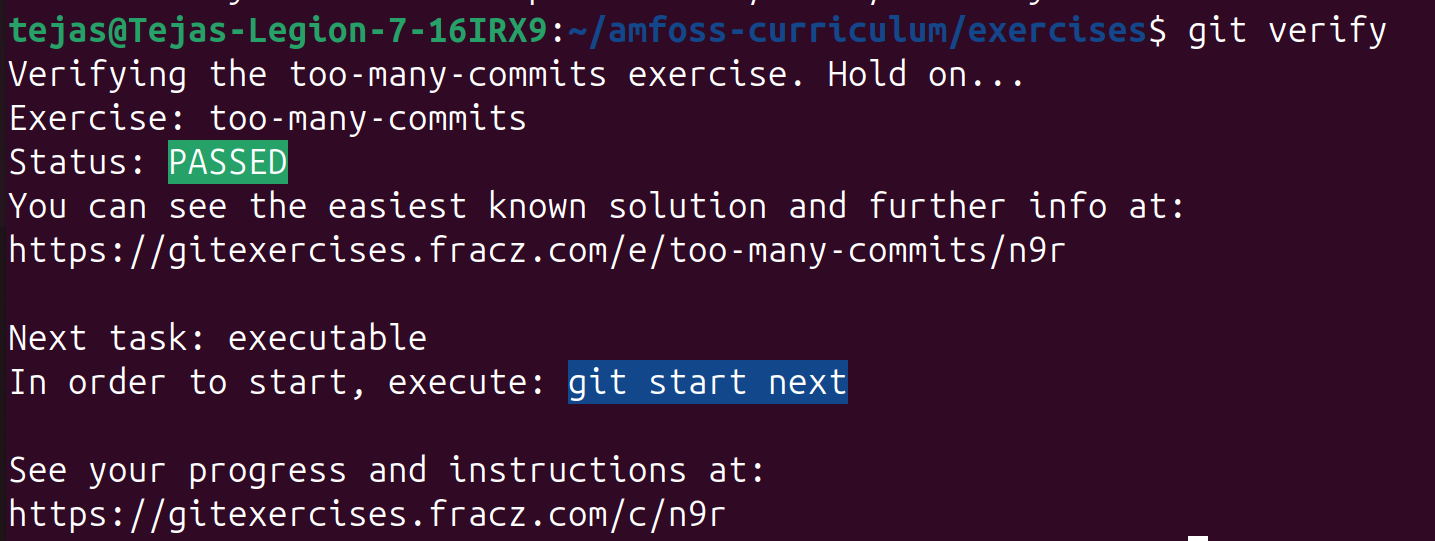 tejas@Tejas-Legion-7-16IRX9:~/amfoss-curriculum/exercises$ git verify
Verifying the too-many-commits exercise. Hold on...
Exercise: too-many-commits
Status: PASSED
You can see the easiest known solution and further info at:
https://gitexercises.fracz.com/e/too-many-commits/n9r
Next task: executable
In order to start, execute: git start next
See your progress and instructions at:
https://gitexercises.fracz.com/c/n9r